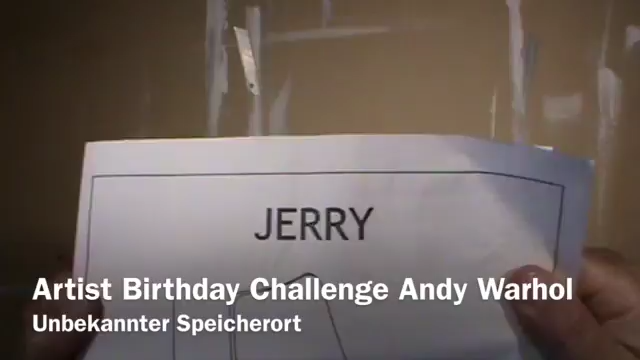 JERRY
Artist Birthday Challenge Andy Warhol
Unbekannter Speicherort